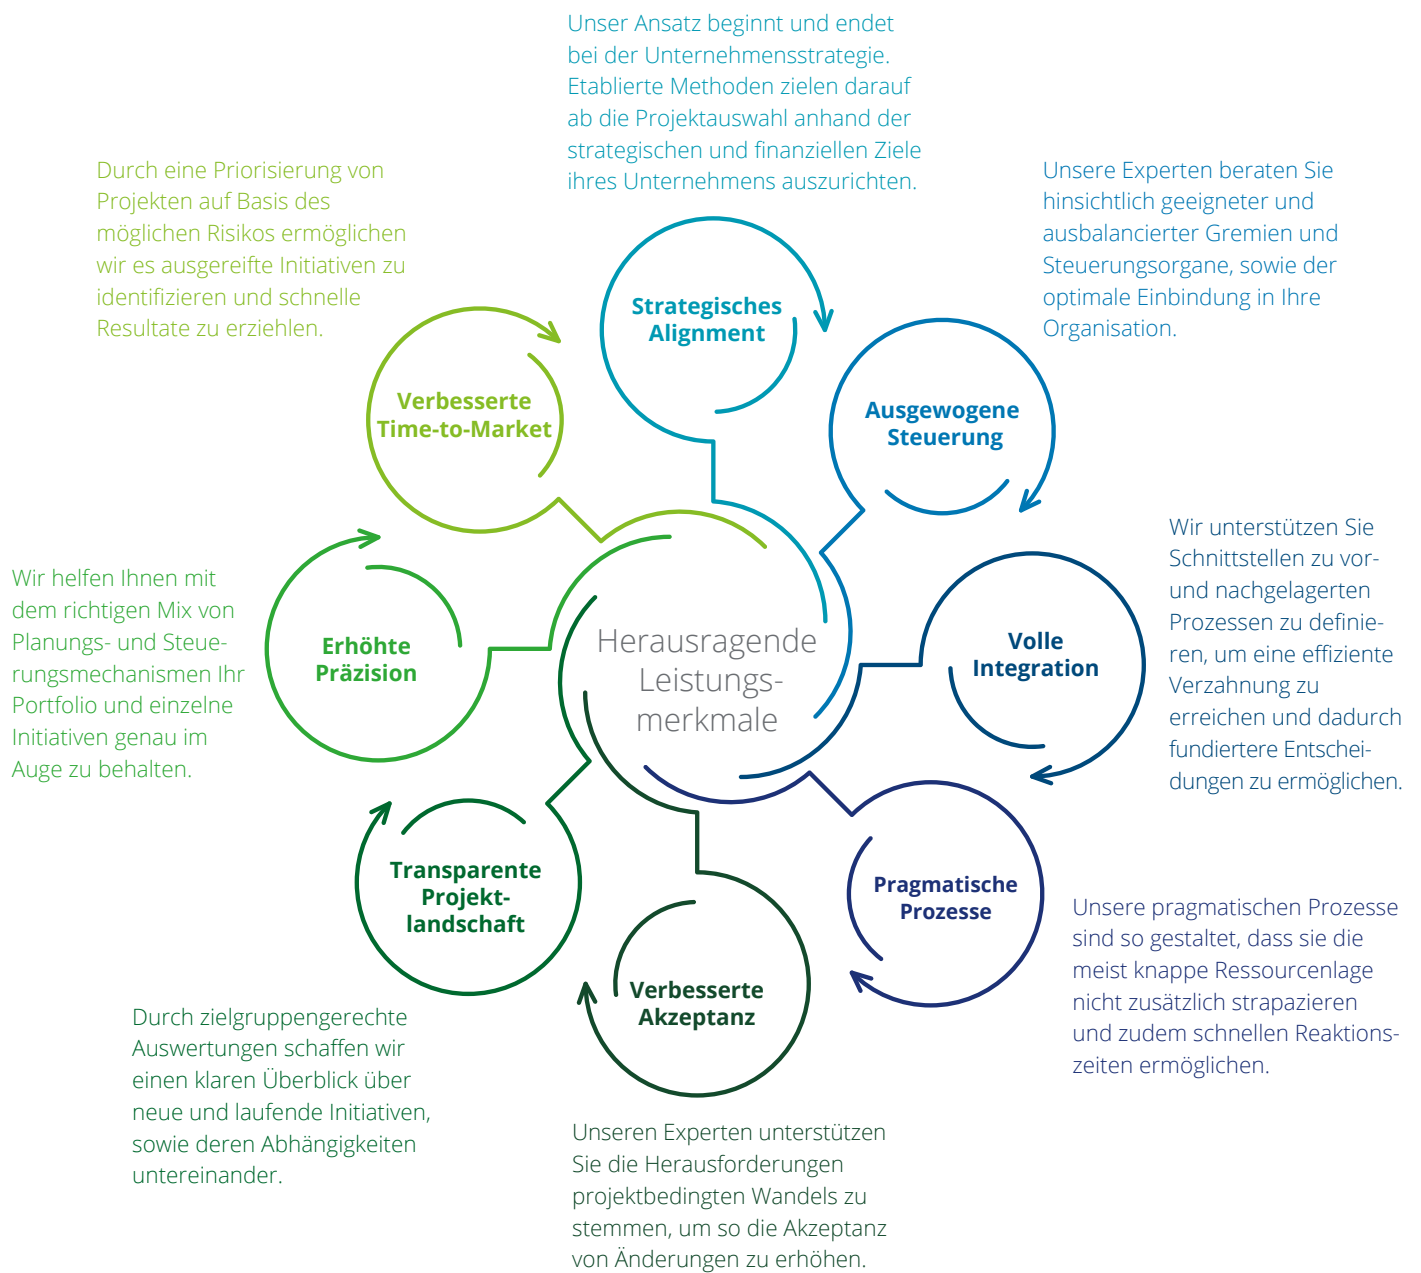 Unser Ansatz beginnt und endet
bei der Unternehmensstrategie.
Etablierte Methoden zielen darauf
ab die Projektauswahl anhand der
strategischen und finanziellen Ziele
ihres Unternehmens auszurichten.
Strategisches
Alignment
Unsere Experten beraten Sie
hinsichtlich geeigneter und
ausbalancierter Gremien und
Steuerungsorgane, sowie der
optimale Einbindung in Ihre
Organisation.
Ausgewogene
Steuerung
Wir unterstützen Sie
Schnittstellen zu vor-
und nachgelagerten
Prozessen zu definie-
ren, um eine effiziente
Verzahnung zu
erreichen und dadurch
fundiertere Entschei-
dungen zu ermöglichen.
Volle
Integration
Pragmatische
Prozesse
Unsere pragmatischen Prozesse
sind so gestaltet, dass sie die
meist knappe Ressourcenlage
nicht zusätzlich strapazieren
und zudem schnellen Reaktions-
zeiten ermöglichen.
Verbesserte
Akzeptanz
Unseren Experten unterstützen
Sie die Herausforderungen
projektbedingten Wandels zu
stemmen, um so die Akzeptanz
von Änderungen zu erhöhen.
Transparente
Projekt-
landschaft
Durch zielgruppengerechte
Auswertungen schaffen wir
einen klaren Überblick über
neue und laufende Initiativen,
sowie deren Abhängigkeiten
untereinander.
Erhöhte
Präzision
Wir helfen Ihnen mit
dem richtigen Mix von
Planungs- und Steue-
rungsmechanismen Ihr
Portfolio und einzelne
Initiativen genau im
Auge zu behalten.
Durch eine Priorisierung von
Projekten auf Basis des
möglichen Risikos ermöglichen
wir es ausgereifte Initiativen zu
identifizieren und schnelle
Resultate zu erziehlen.
Verbesserte
Time-to-Market
Herausragende
Leistungs-
merkmale